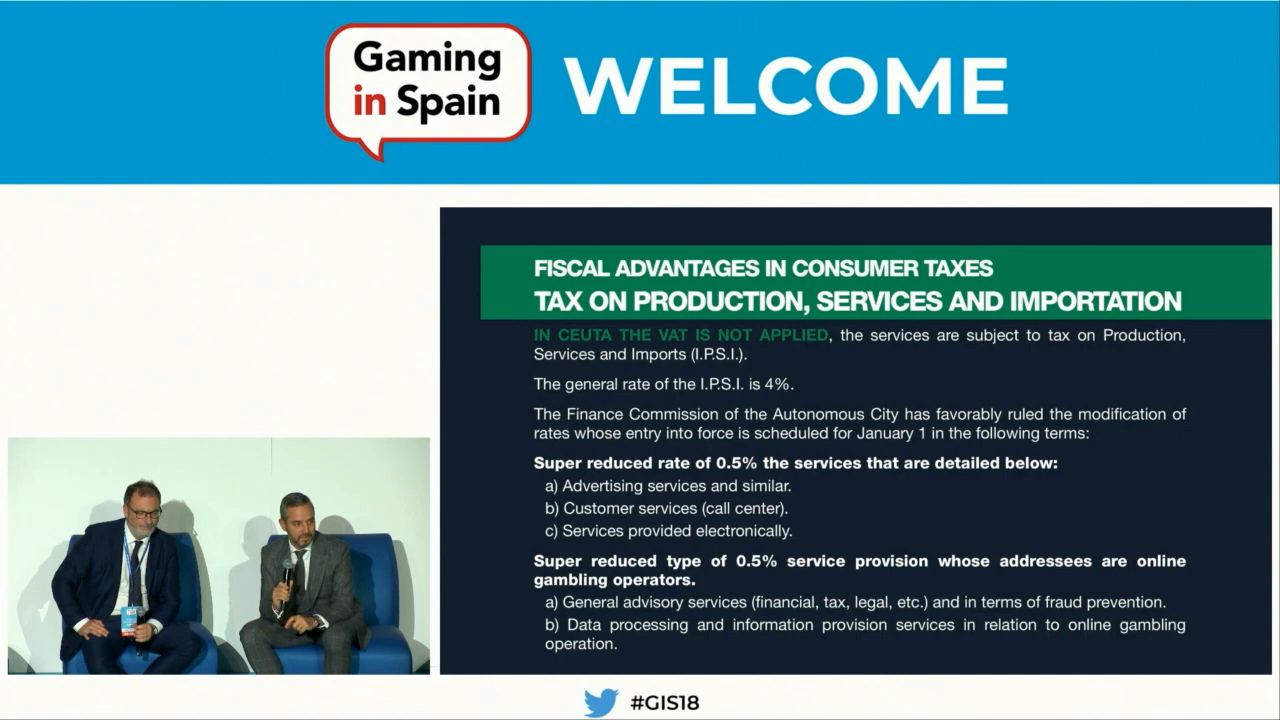 Gaming
in Spain
WELCOME
FISCAL ADVANTAGES IN CONSUMER TAXES
TAX ON PRODUCTION, SERVICES AND IMPORTATION
IN CEUTA THE VAT IS NOT APPLIED, the services are subject to tax on Production,
Services and Imports (I.P.S.I.).
The general rate of the I.P.S.I. is 4%.
The Finance Commission of the Autonomous City has favorably ruled the modification of
rates whose entry into force is scheduled for January 1 in the following terms:
Super reduced rate of 0.5% the services that are detailed below:
a) Advertising services and similar.
b) Customer services (call center).
c) Services provided electronically.
Super reduced type of 0.5% service provision whose addressees are online
gambling operators.
a) General advisory services (financial, tax, legal, etc.) and in terms of fraud prevention.
b) Data processing and information provision services in relation to online gambling
operation.
#GIS18